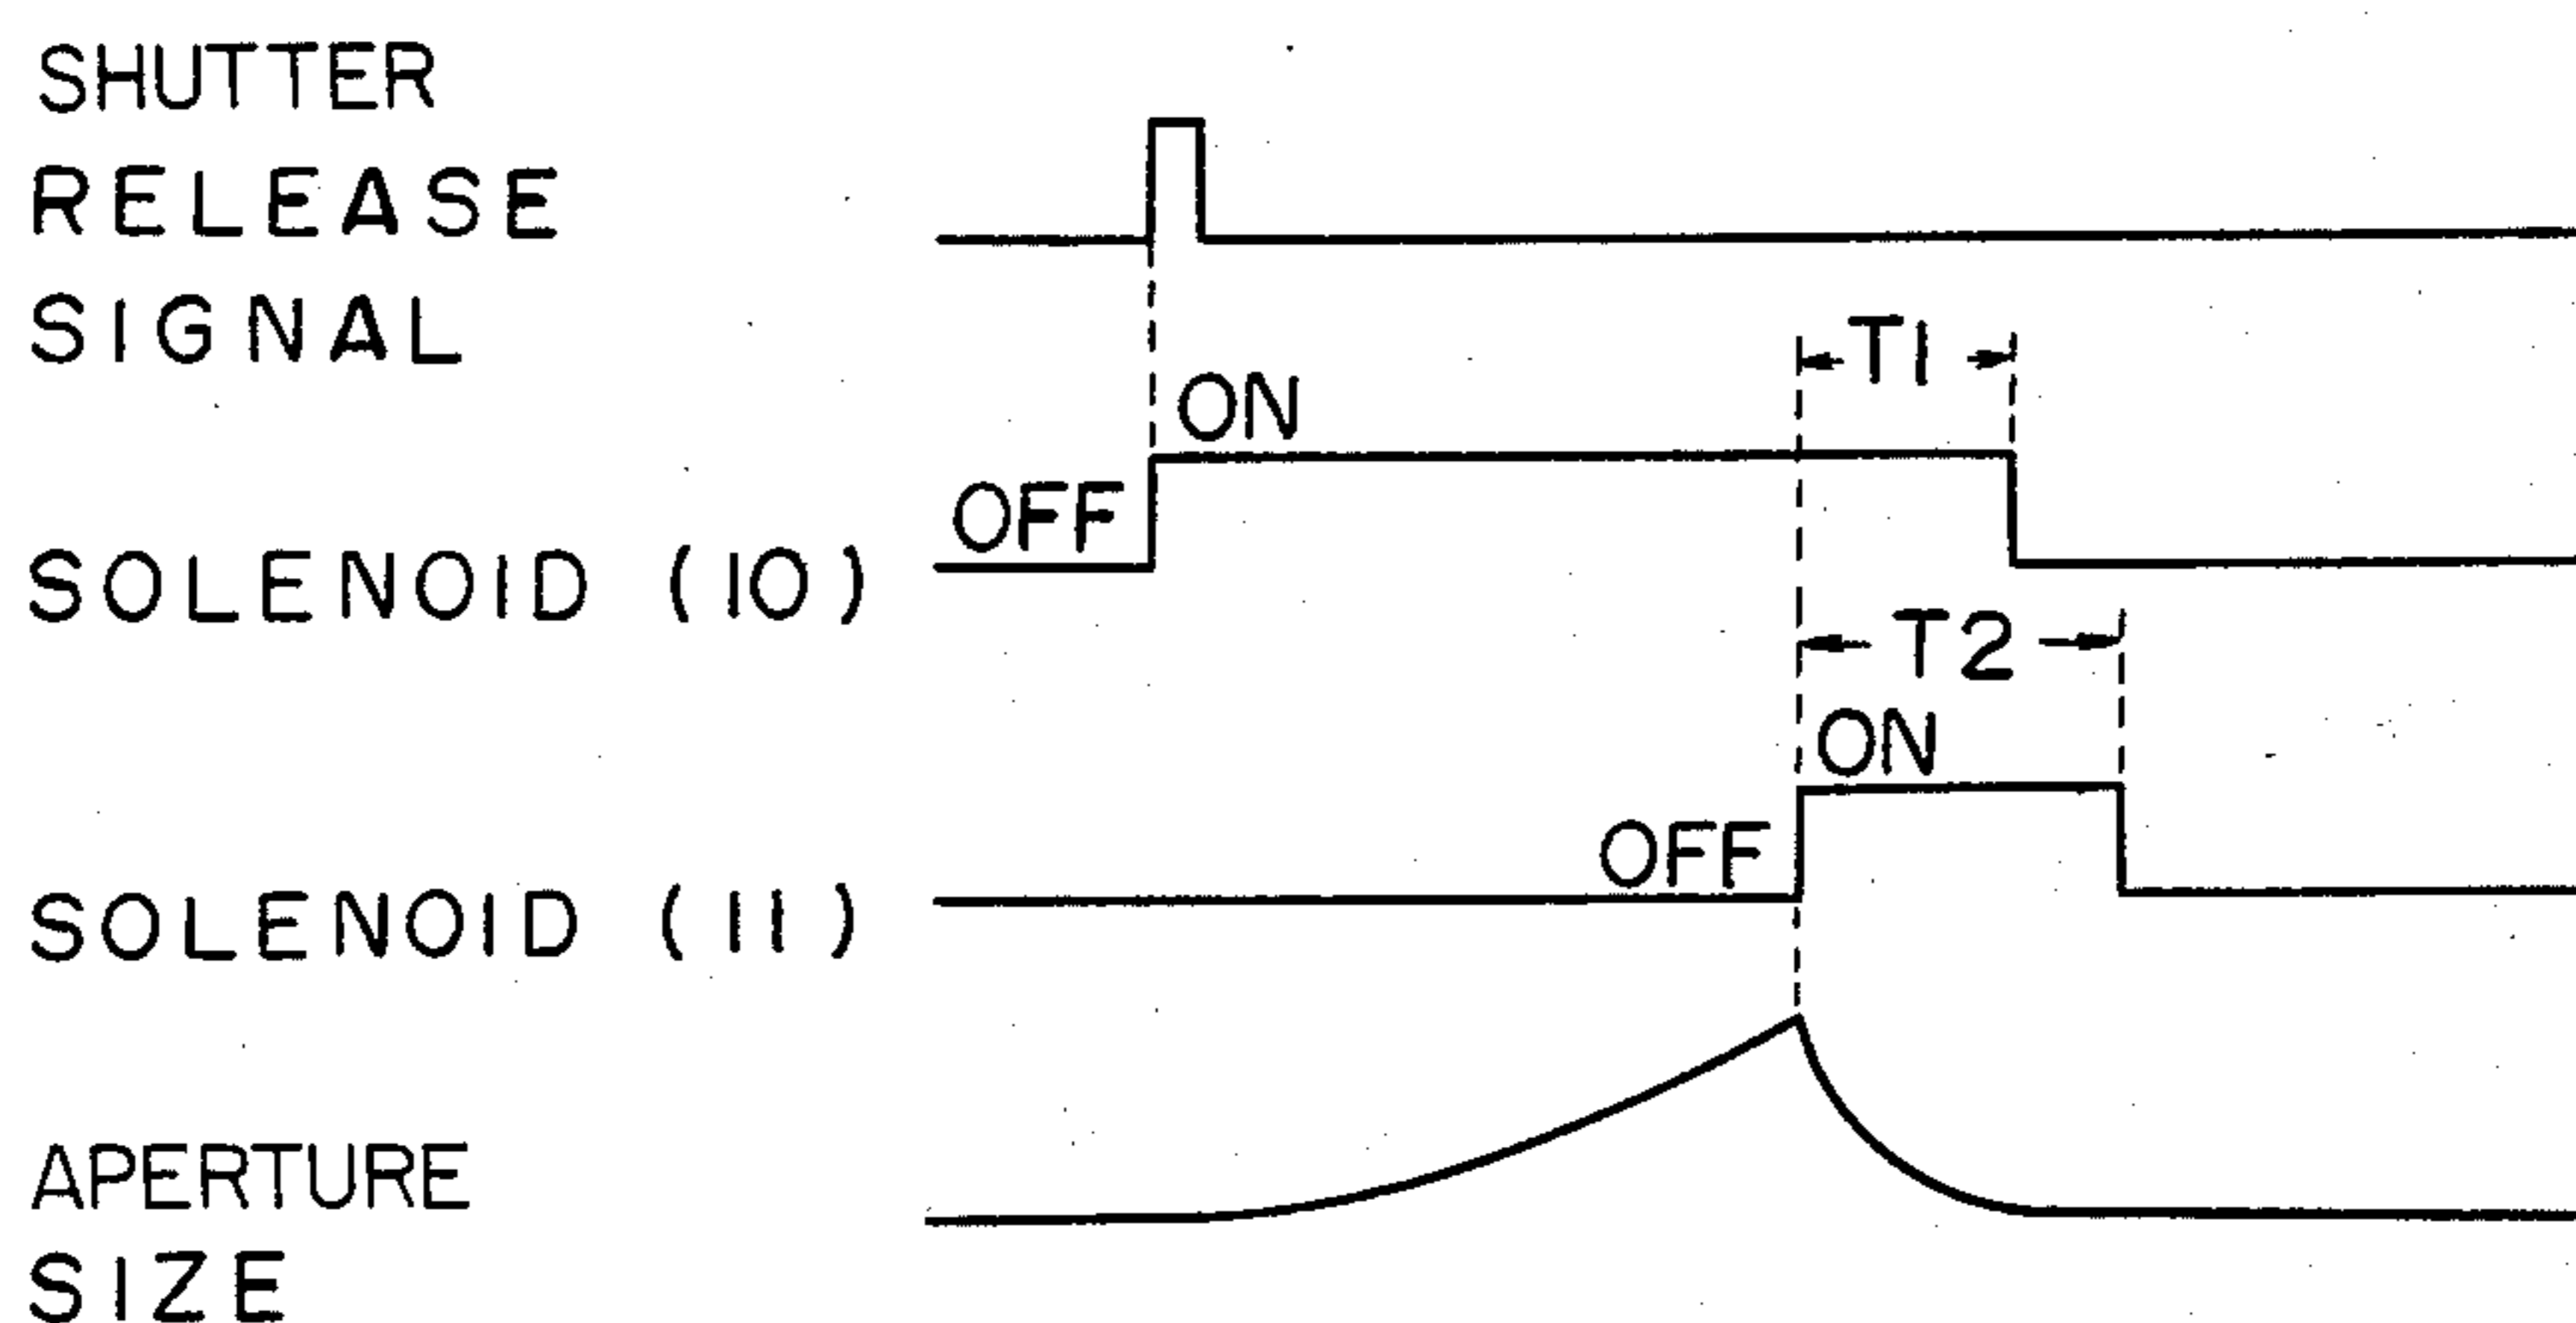 SHUTTER
RELEASE
SIGNAL
T1
ON
OFF
SOLENOID (10)
T2
ON
OFF
SOLENOID (11)
APERTURE
SIZE